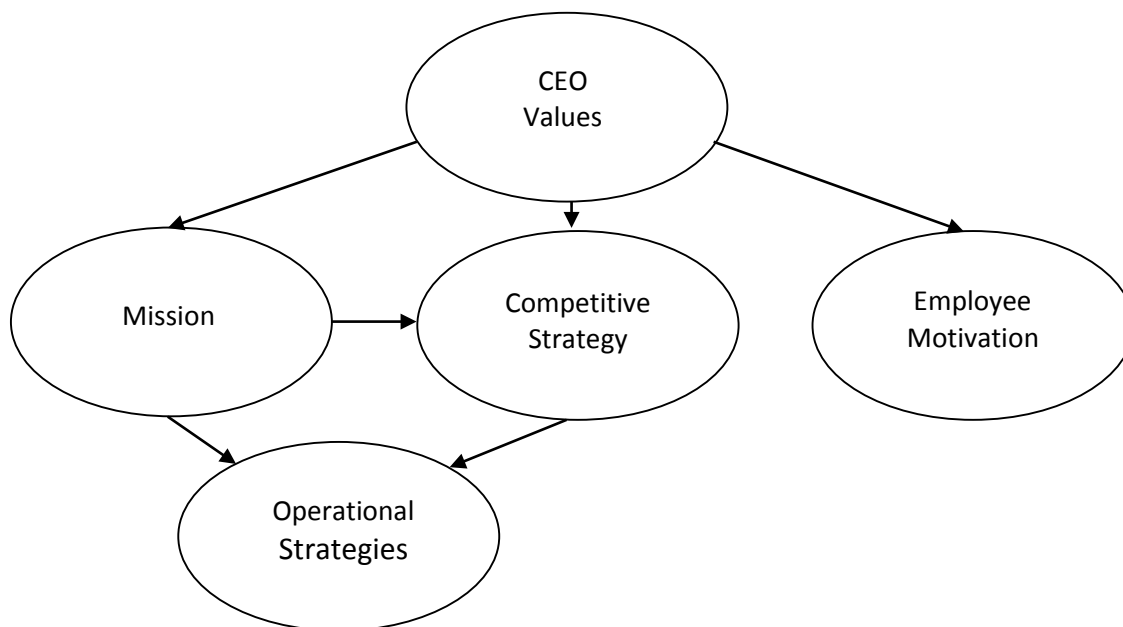 CEO
Values
Mission
Competitive
Strategy
Employee
Motivation
Operational
Strategies